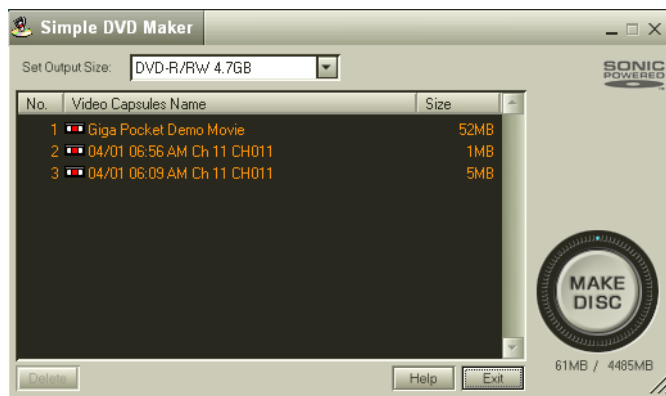 Simple DVD Maker
Set Output Size: DVD-R/RW 4.7GB
SONIC
POWERED
No. Video Capsules Name Size
1 Giga Pocket Demo Movie 52MB
2 04/01 06:56 AM Ch 11 CH011 1MB
3 04/01 06:09 AM Ch 11 CH011 5MB
MAKE
DISC
61MB / 4485MB
Delete Help Exit